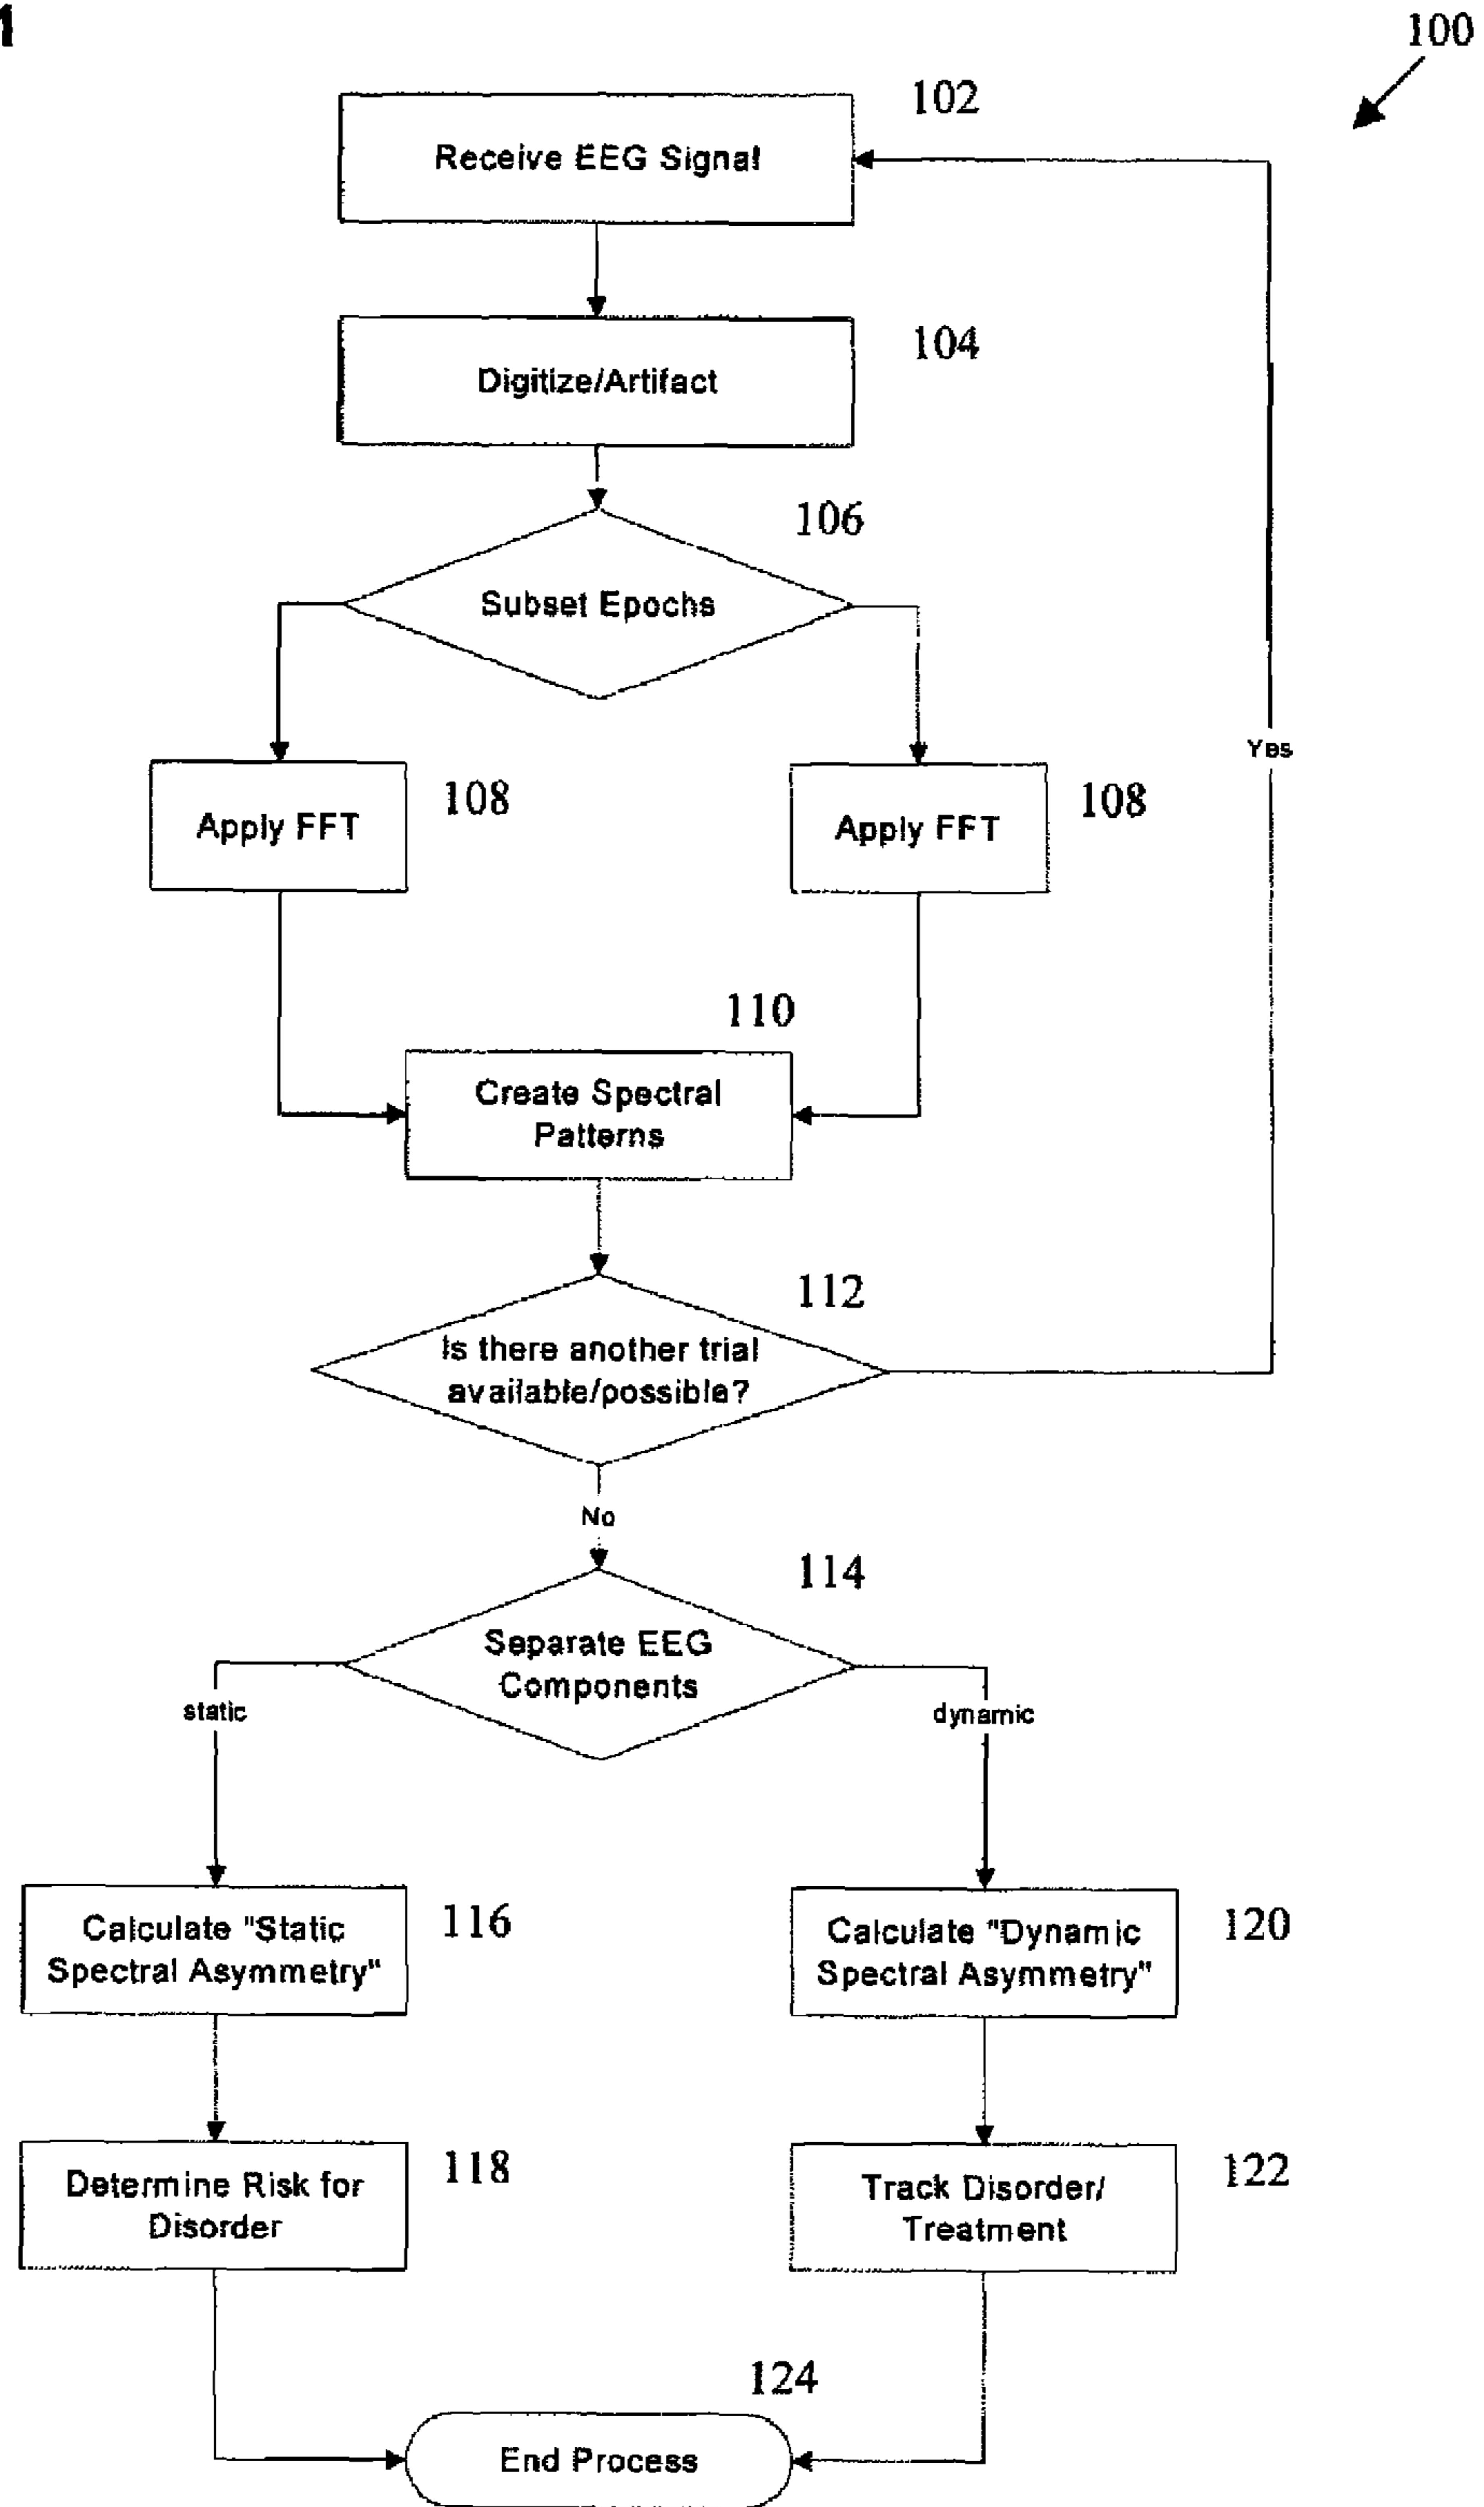 100
102
Receive EEG Signal
104
Digitize/Artifact
106
Subset Epochs
Yes
108
Apply FFT
108
Apply FFT
110
Create Spectral
Patterns
112
Is there another trial
available/possible?
No
114
Separate EEG
Components
static
dynamic
116
Calculate "Static
Spectral Asymmetry"
120
Calculate "Dynamic
Spectral Asymmetry"
118
Determine Risk for
Disorder
122
Track Disorder/
Treatment
124
End Process